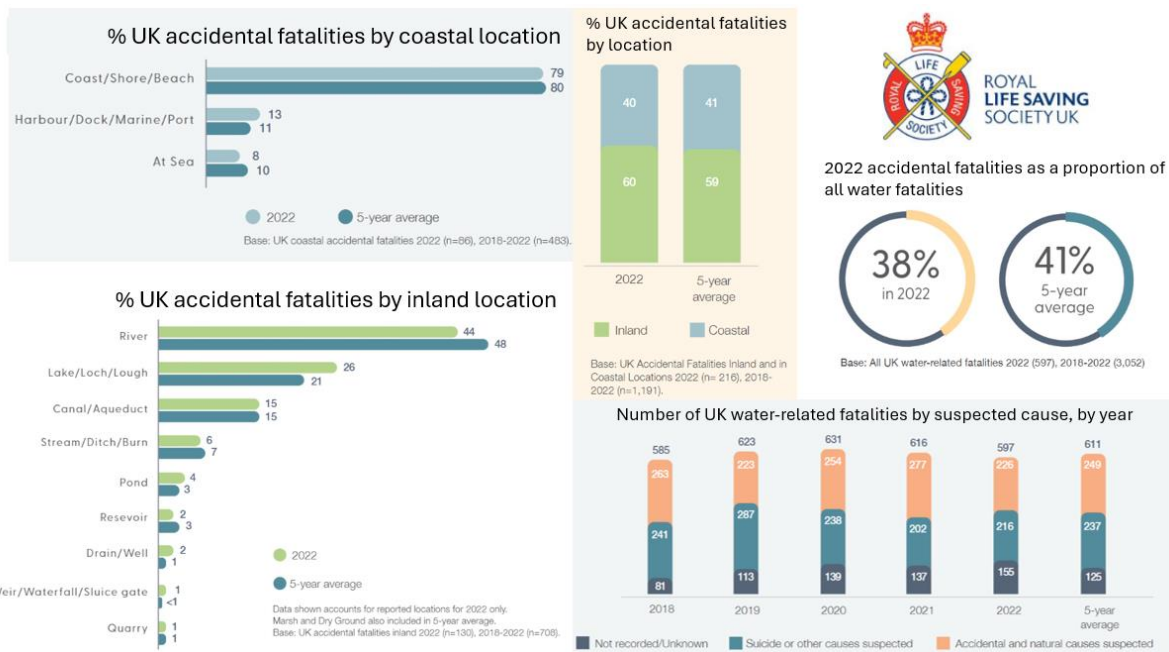 % UK accidental fatalities by coastal location
Coast/Shore/Beach
79
80
Harbour/Dock/Marine/Port
13
11
At Sea
8
10
2022
5-year average
Base: UK coastal accidental fatalities 2022 (n=86), 2018-2022 (n=483).
% UK accidental fatalities by inland location
River
44
48
Lake/Loch/Lough
26
21
Canal/Aqueduct
15
15
Stream/Ditch/Burn
6
7
Pond
4
3
Resevoir
2
3
Drain/Well
2
1
eir/Waterfall/Sluice gate
1
<1
Quarry
1
1
2022
5-year average
Data shown accounts for reported locations for 2022 only.
Marsh and Dry Ground also included in 5-year average.
Base: UK accidental fatalities inland 2022 (n=130), 2018-2022 (n=708).
% UK accidental fatalities
by location
40
41
60
59
2022
5-year
average
Inland
Coastal
Base: UK Accidental Fatalities Inland and in
Coastal Locations 2022 (n= 216), 2018-
2022 (n=1,191).
ROYAL
LIFE
SAVING
SOCIETY
ROYAL
LIFE SAVING
SOCIETY UK
2022 accidental fatalities as a proportion of
all water fatalities
38%
in 2022
41%
5-year
average
Base: All UK water-related fatalities 2022 (597), 2018-2022 (3,052)
Number of UK water-related fatalities by suspected cause, by year
585
623
631
616
597
611
263
223
254
277
226
249
241
287
238
202
216
237
81
113
139
137
155
125
2018
2019
2020
2021
2022
5-year
average
Not recorded/Unknown
Suicide or other causes suspected
Accidental and natural causes suspected